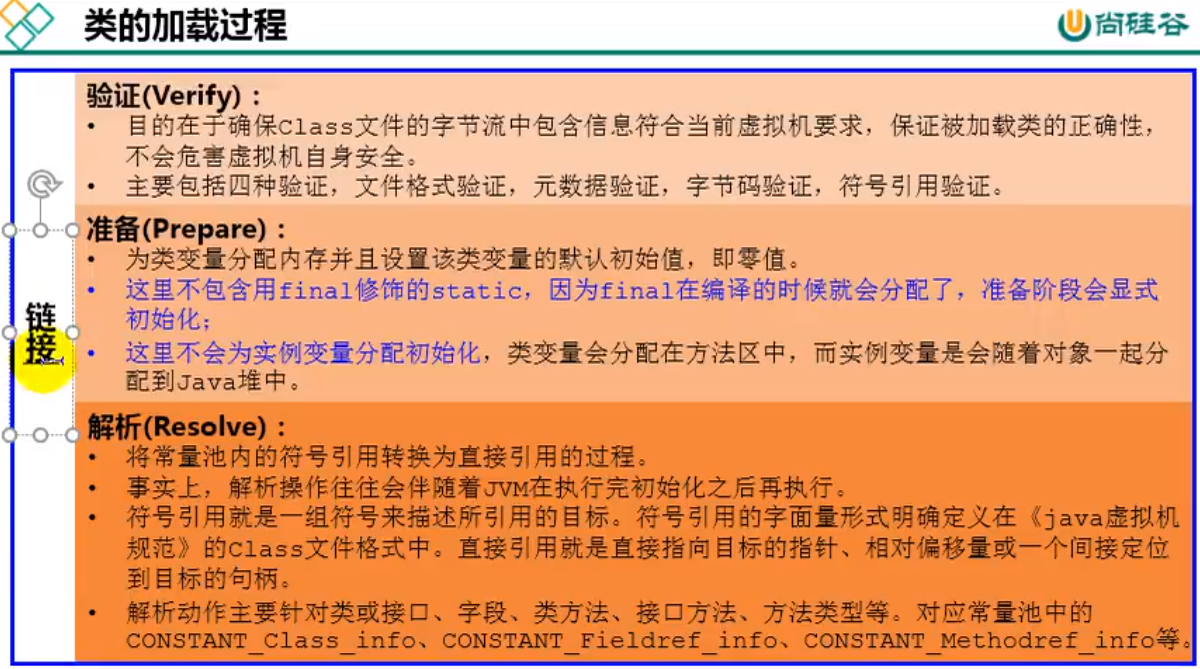 类的加载过程
尚硅谷
验证(Verify)：
• 目的在于确保Class文件的字节流中包含信息符合当前虚拟机要求，保证被加载类的正确性，
不会危害虚拟机自身安全。
• 主要包括四种验证，文件格式验证，元数据验证，字节码验证，符号引用验证。
链接
准备(Prepare)：
• 为类变量分配内存并且设置该类变量的默认初始值，即零值。
• 这里不包含用final修饰的static，因为final在编译的时候就会分配了，准备阶段会显式
初始化；
• 这里不会为实例变量分配初始化，类变量会分配在方法区中，而实例变量是会随着对象一起分
配到Java堆中。
解析(Resolve)：
• 将常量池内的符号引用转换为直接引用的过程。
• 事实上，解析操作往往会伴随着JVM在执行完初始化之后再执行。
• 符号引用就是一组符号来描述所引用的目标。符号引用的字面量形式明确定义在《java虚拟机
规范》的Class文件格式中。直接引用就是直接指向目标的指针、相对偏移量或一个间接定位
到目标的句柄。
• 解析动作主要针对类或接口、字段、类方法、接口方法、方法类型等。对应常量池中的
CONSTANT_Class_info、CONSTANT_Fieldref_info、CONSTANT_Methodref_info等。